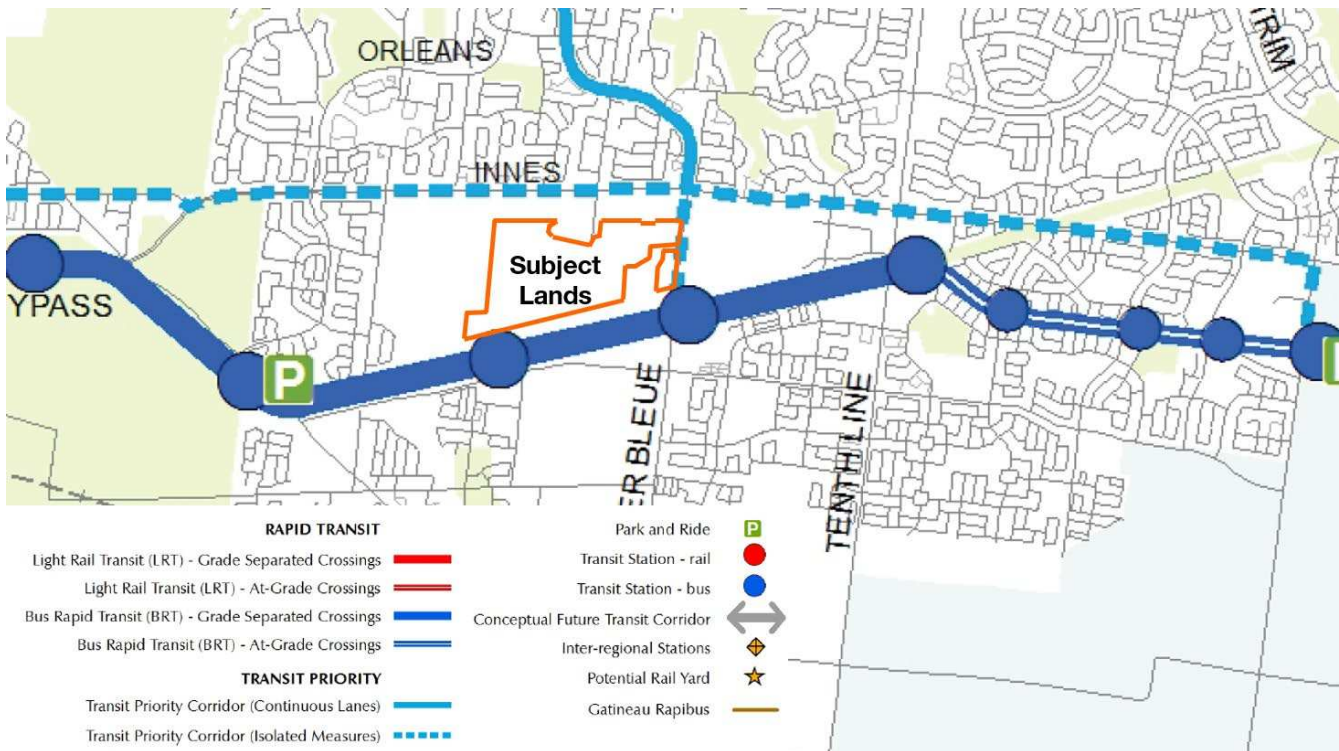 ORLEANS
TRIM
INNES
Subject
Lands
YPASS
P
ER BLEUE
TENTH LINE
RAPID TRANSIT
Light Rail Transit (LRT) - Grade Separated Crossings
Light Rail Transit (LRT) - At-Grade Crossings
Bus Rapid Transit (BRT) - Grade Separated Crossings
Bus Rapid Transit (BRT) - At-Grade Crossings
TRANSIT PRIORITY
Transit Priority Corridor (Continuous Lanes)
Transit Priority Corridor (Isolated Measures)
Park and Ride P
Transit Station - rail
Transit Station - bus
Conceptual Future Transit Corridor
Inter-regional Stations
Potential Rail Yard
Gatineau Rapibus